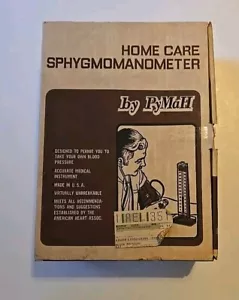 HOME CARE
SPHYGMOMANOMETER
by PyMaH
DESIGNED TO PERMIT YOU TO
TAKE YOUR OWN BLOOD
PRESSURE
ACCURATE MEDICAL
INSTRUMENT
MADE IN U.S.A.
VIRTUALLY UNBREAKABLE
MEETS ALL RECOMMENDA-
TIONS AND SUGGESTIONS
ESTABLISHED BY THE
AMERICAN HEART ASSOC.